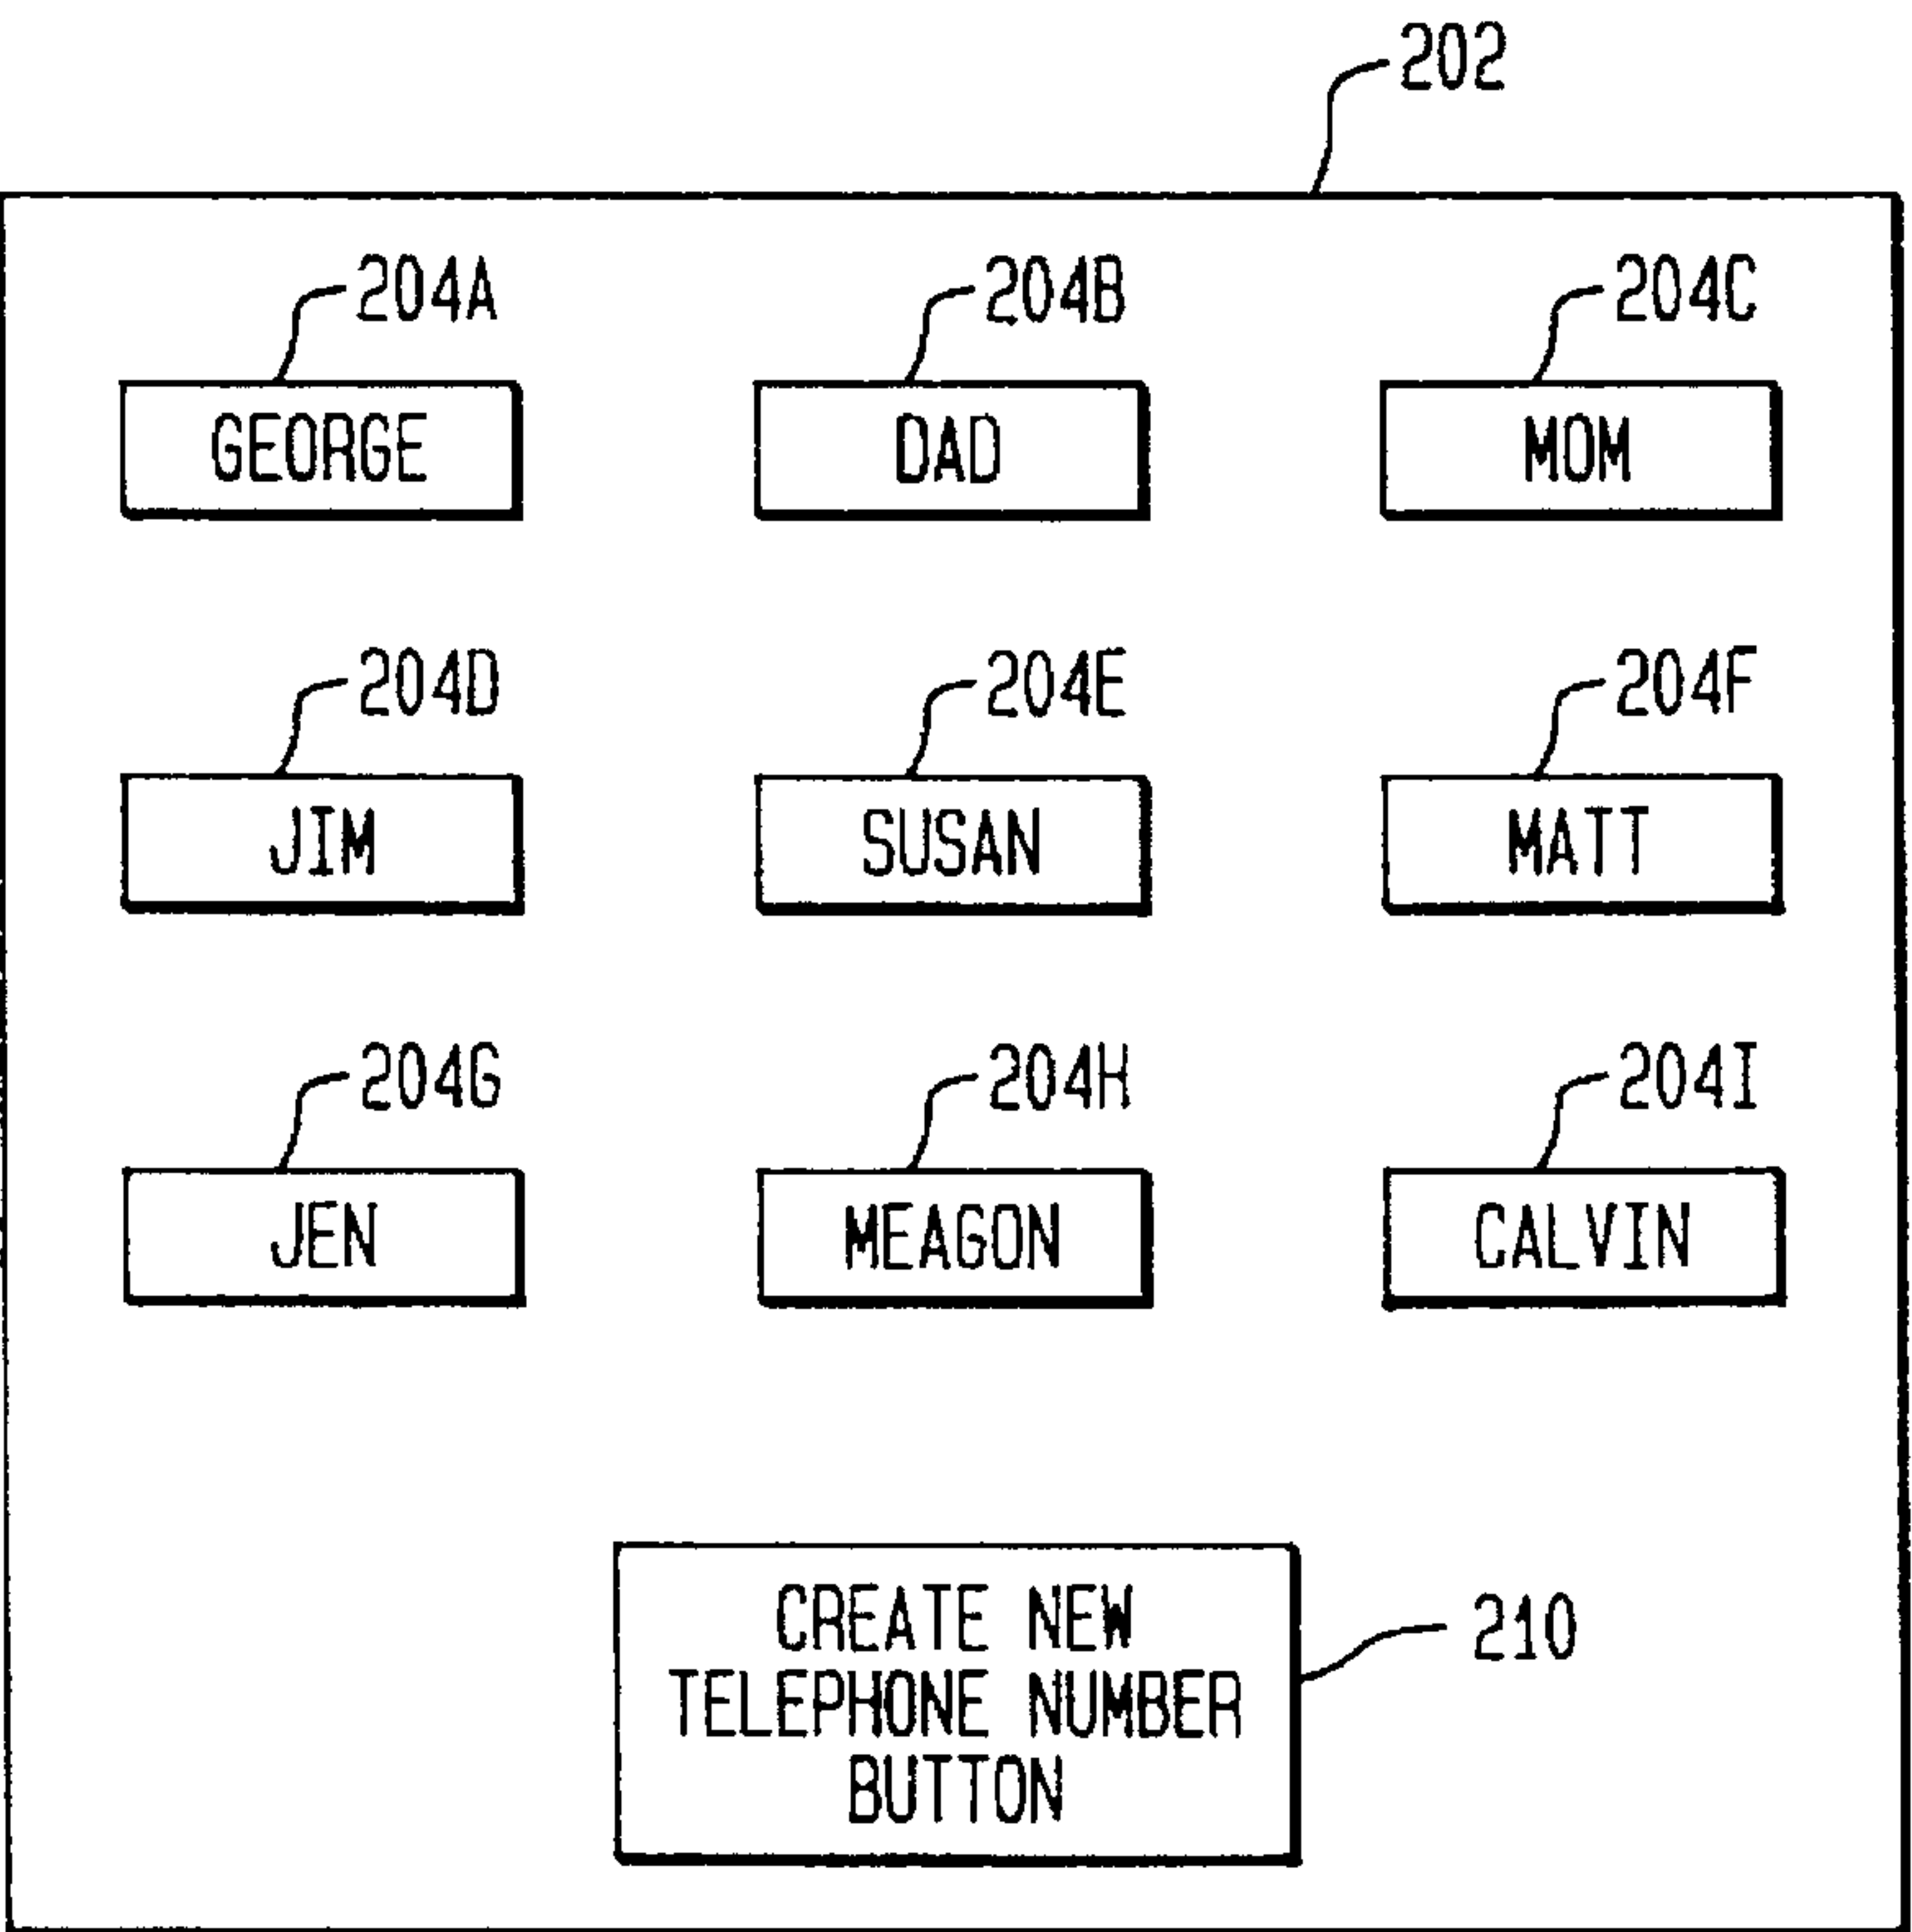 202
204A 204B 204C
GEORGE DAD MOM
204D 204E 204F
JIM SUSAN MATT
204G 204H 204I
JEN MEAGON CALVIN
CREATE NEW
TELEPHONE NUMBER
BUTTON
210